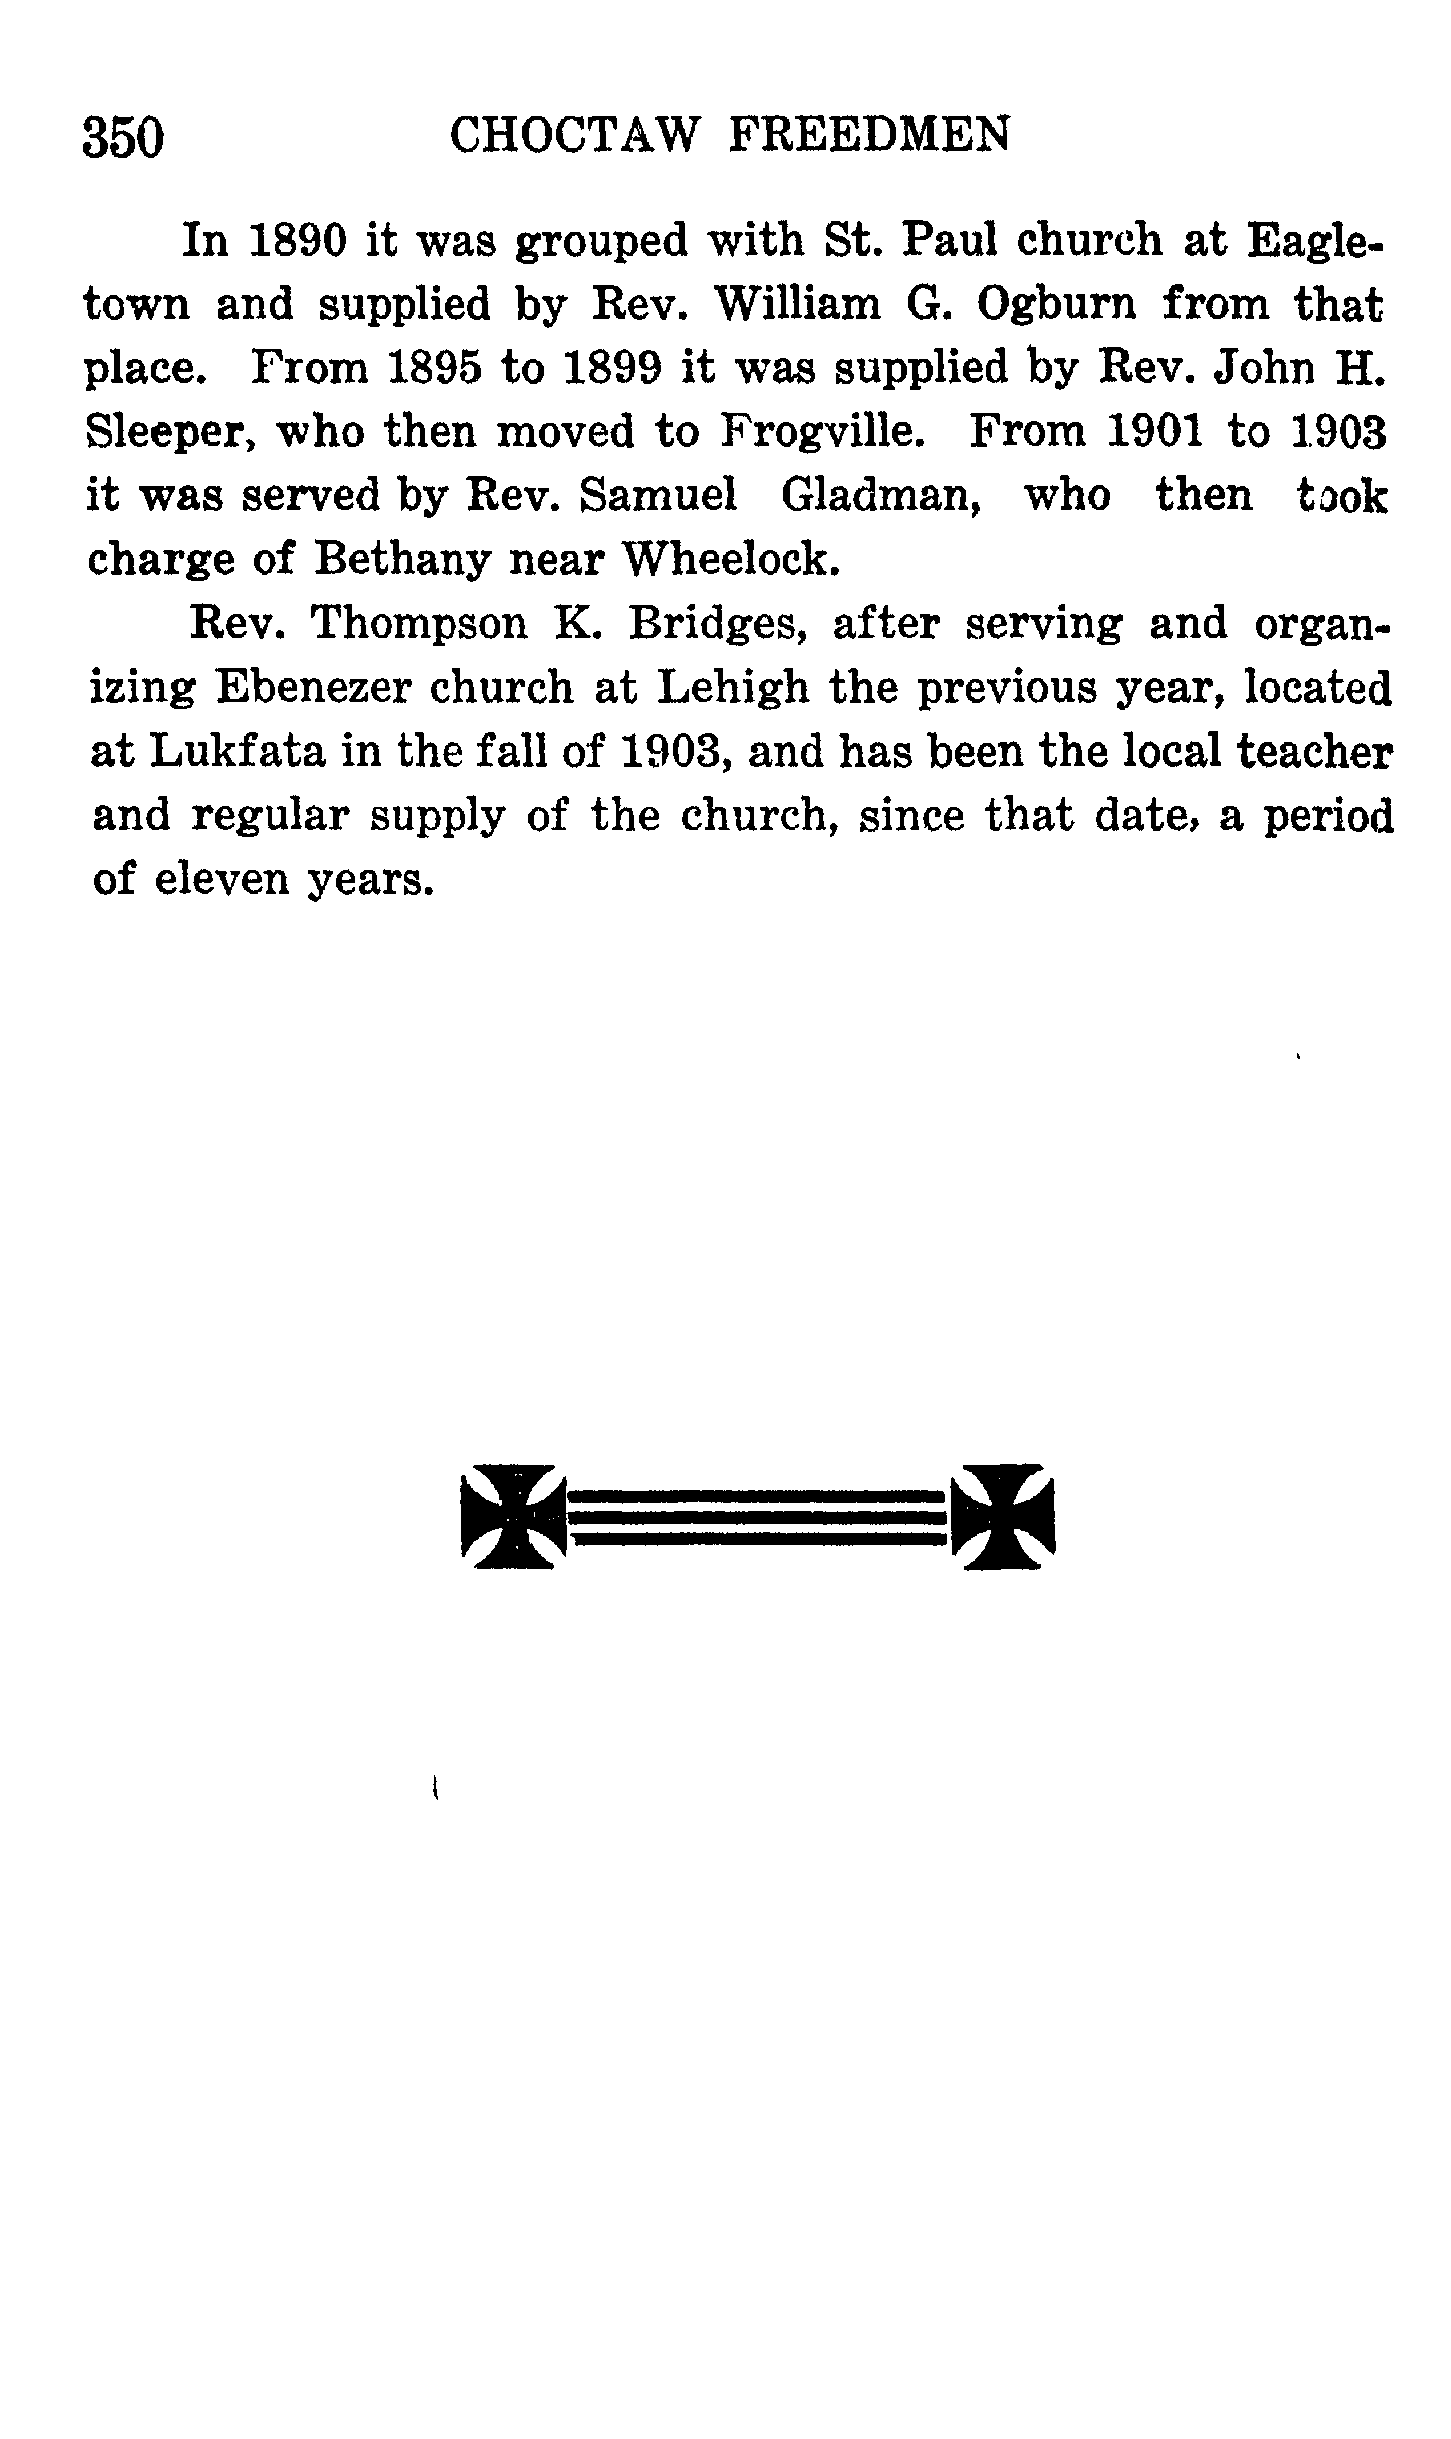 350 CHOCTAW FREEDMEN
In 1890 it was grouped with St. Paul church at Eagle-
town and supplied by Rev. William G. Ogburn from that
place. From 1895 to 1899 it was supplied by Rev. John H.
Sleeper, who then moved to Frogville. From 1901 to 1903
it was served by Rev. Samuel Gladman, who then took
charge of Bethany near Wheelock.
Rev. Thompson K. Bridges, after serving and organ-
izing Ebenezer church at Lehigh the previous year, located
at Lukfata in the fall of 1903, and has been the local teacher
and regular supply of the church, since that date, a period
of eleven years.